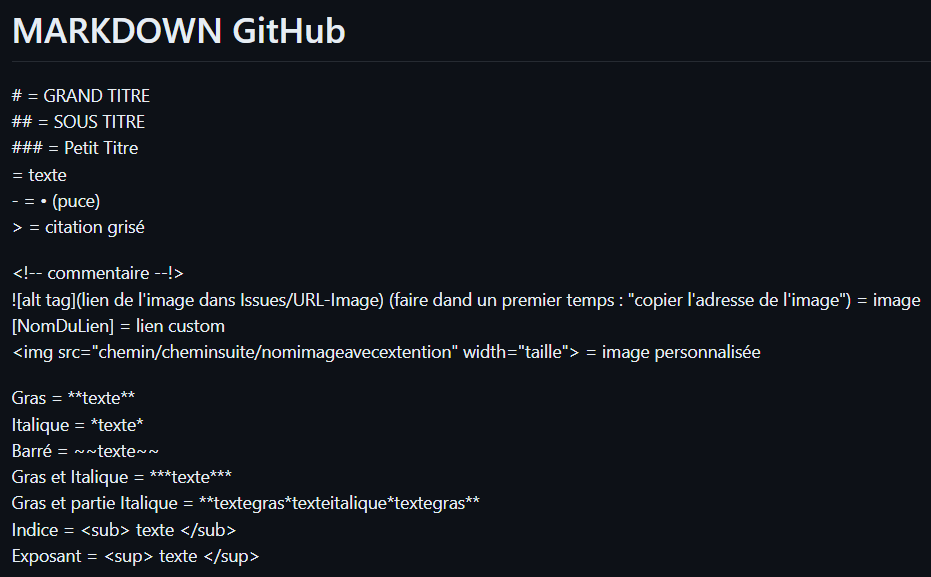 MARKDOWN GitHub
# = GRAND TITRE
## = SOUS TITRE
### = Petit Titre
= texte
- = • (puce)
> = citation grisé
<!-- commentaire --!>
![alt tag](lien de l'image dans Issues/URL-Image) (faire dand un premier temps : "copier l'adresse de l'image") = image
[NomDuLien] = lien custom
<img src="chemin/cheminsuite/nomimageavecextention" width="taille"> = image personnalisée
Gras = **texte**
Italique = *texte*
Barré = ~~texte~~
Gras et Italique = ***texte***
Gras et partie Italique = **textegras*texteitalique*textegras**
Indice = <sub> texte </sub>
Exposant = <sup> texte </sup>